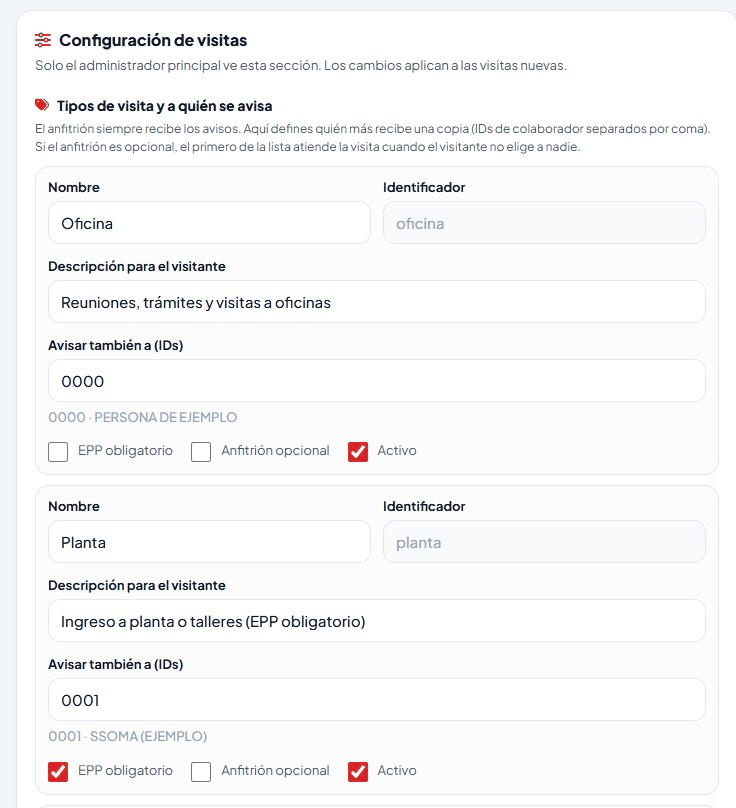 Configuración de visitas
Solo el administrador principal ve esta sección. Los cambios aplican a las visitas nuevas.
Tipos de visita y a quién se avisa
El anfitrión siempre recibe los avisos. Aquí defines quién más recibe una copia (IDs de colaborador separados por coma).
Si el anfitrión es opcional, el primero de la lista atiende la visita cuando el visitante no elige a nadie.
Nombre Identificador
Oficina oficina
Descripción para el visitante
Reuniones, trámites y visitas a oficinas
Avisar también a (IDs)
0000
0000 · PERSONA DE EJEMPLO
EPP obligatorio Anfitrión opcional Activo
Nombre Identificador
Planta planta
Descripción para el visitante
Ingreso a planta o talleres (EPP obligatorio)
Avisar también a (IDs)
0001
0001 · SSOMA (EJEMPLO)
EPP obligatorio Anfitrión opcional Activo